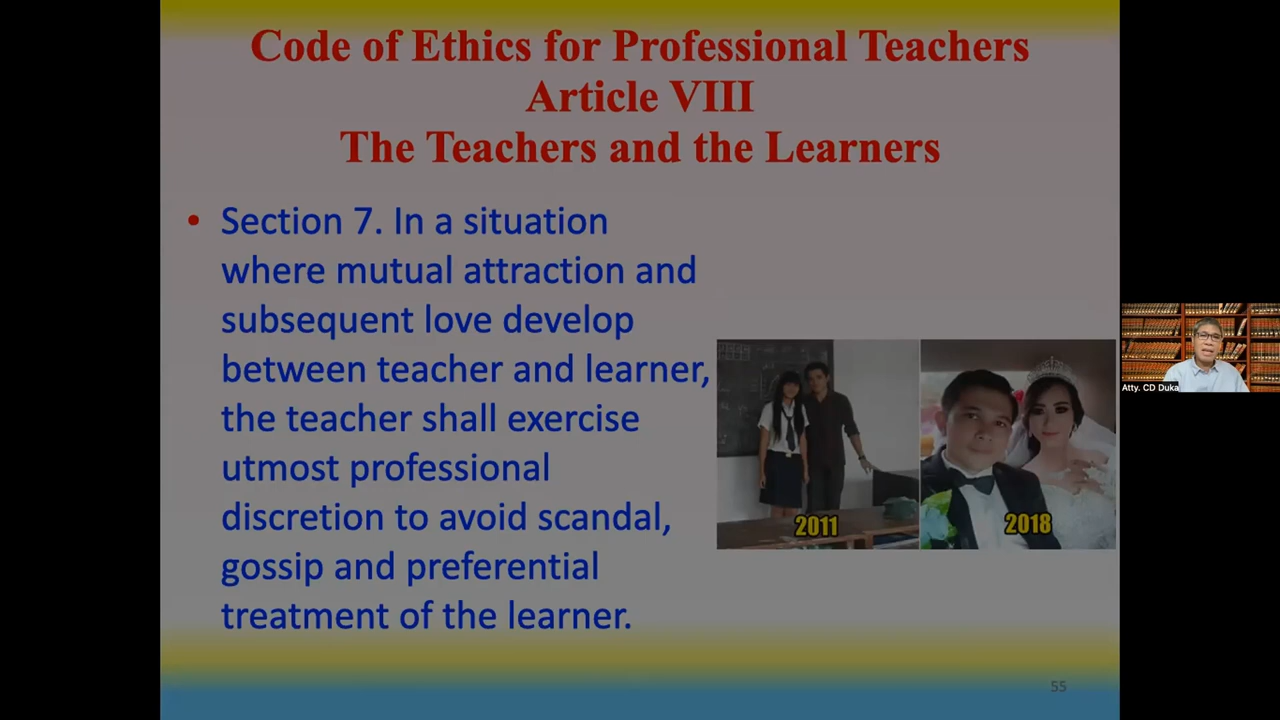 Code of Ethics for Professional Teachers
Article VIII
The Teachers and the Learners
• Section 7. In a situation
where mutual attraction and
subsequent love develop
between teacher and learner,
the teacher shall exercise
utmost professional
discretion to avoid scandal,
gossip and preferential
treatment of the learner.
2011
2018
55
Atty. CD Duka